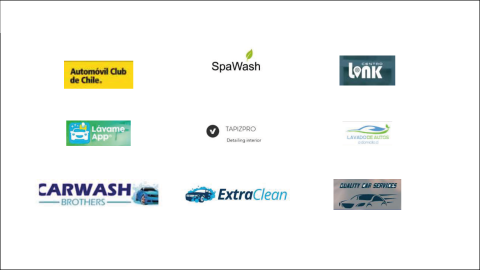 Automóvil Club
de Chile.
SpaWash
CENTRO
LINK
Lávame
App
TAPIZPRO
Detailing interior
LAVADO DE AUTOS
CARWASH
BROTHERS
ExtraClean
QUALITY CAR SERVICES